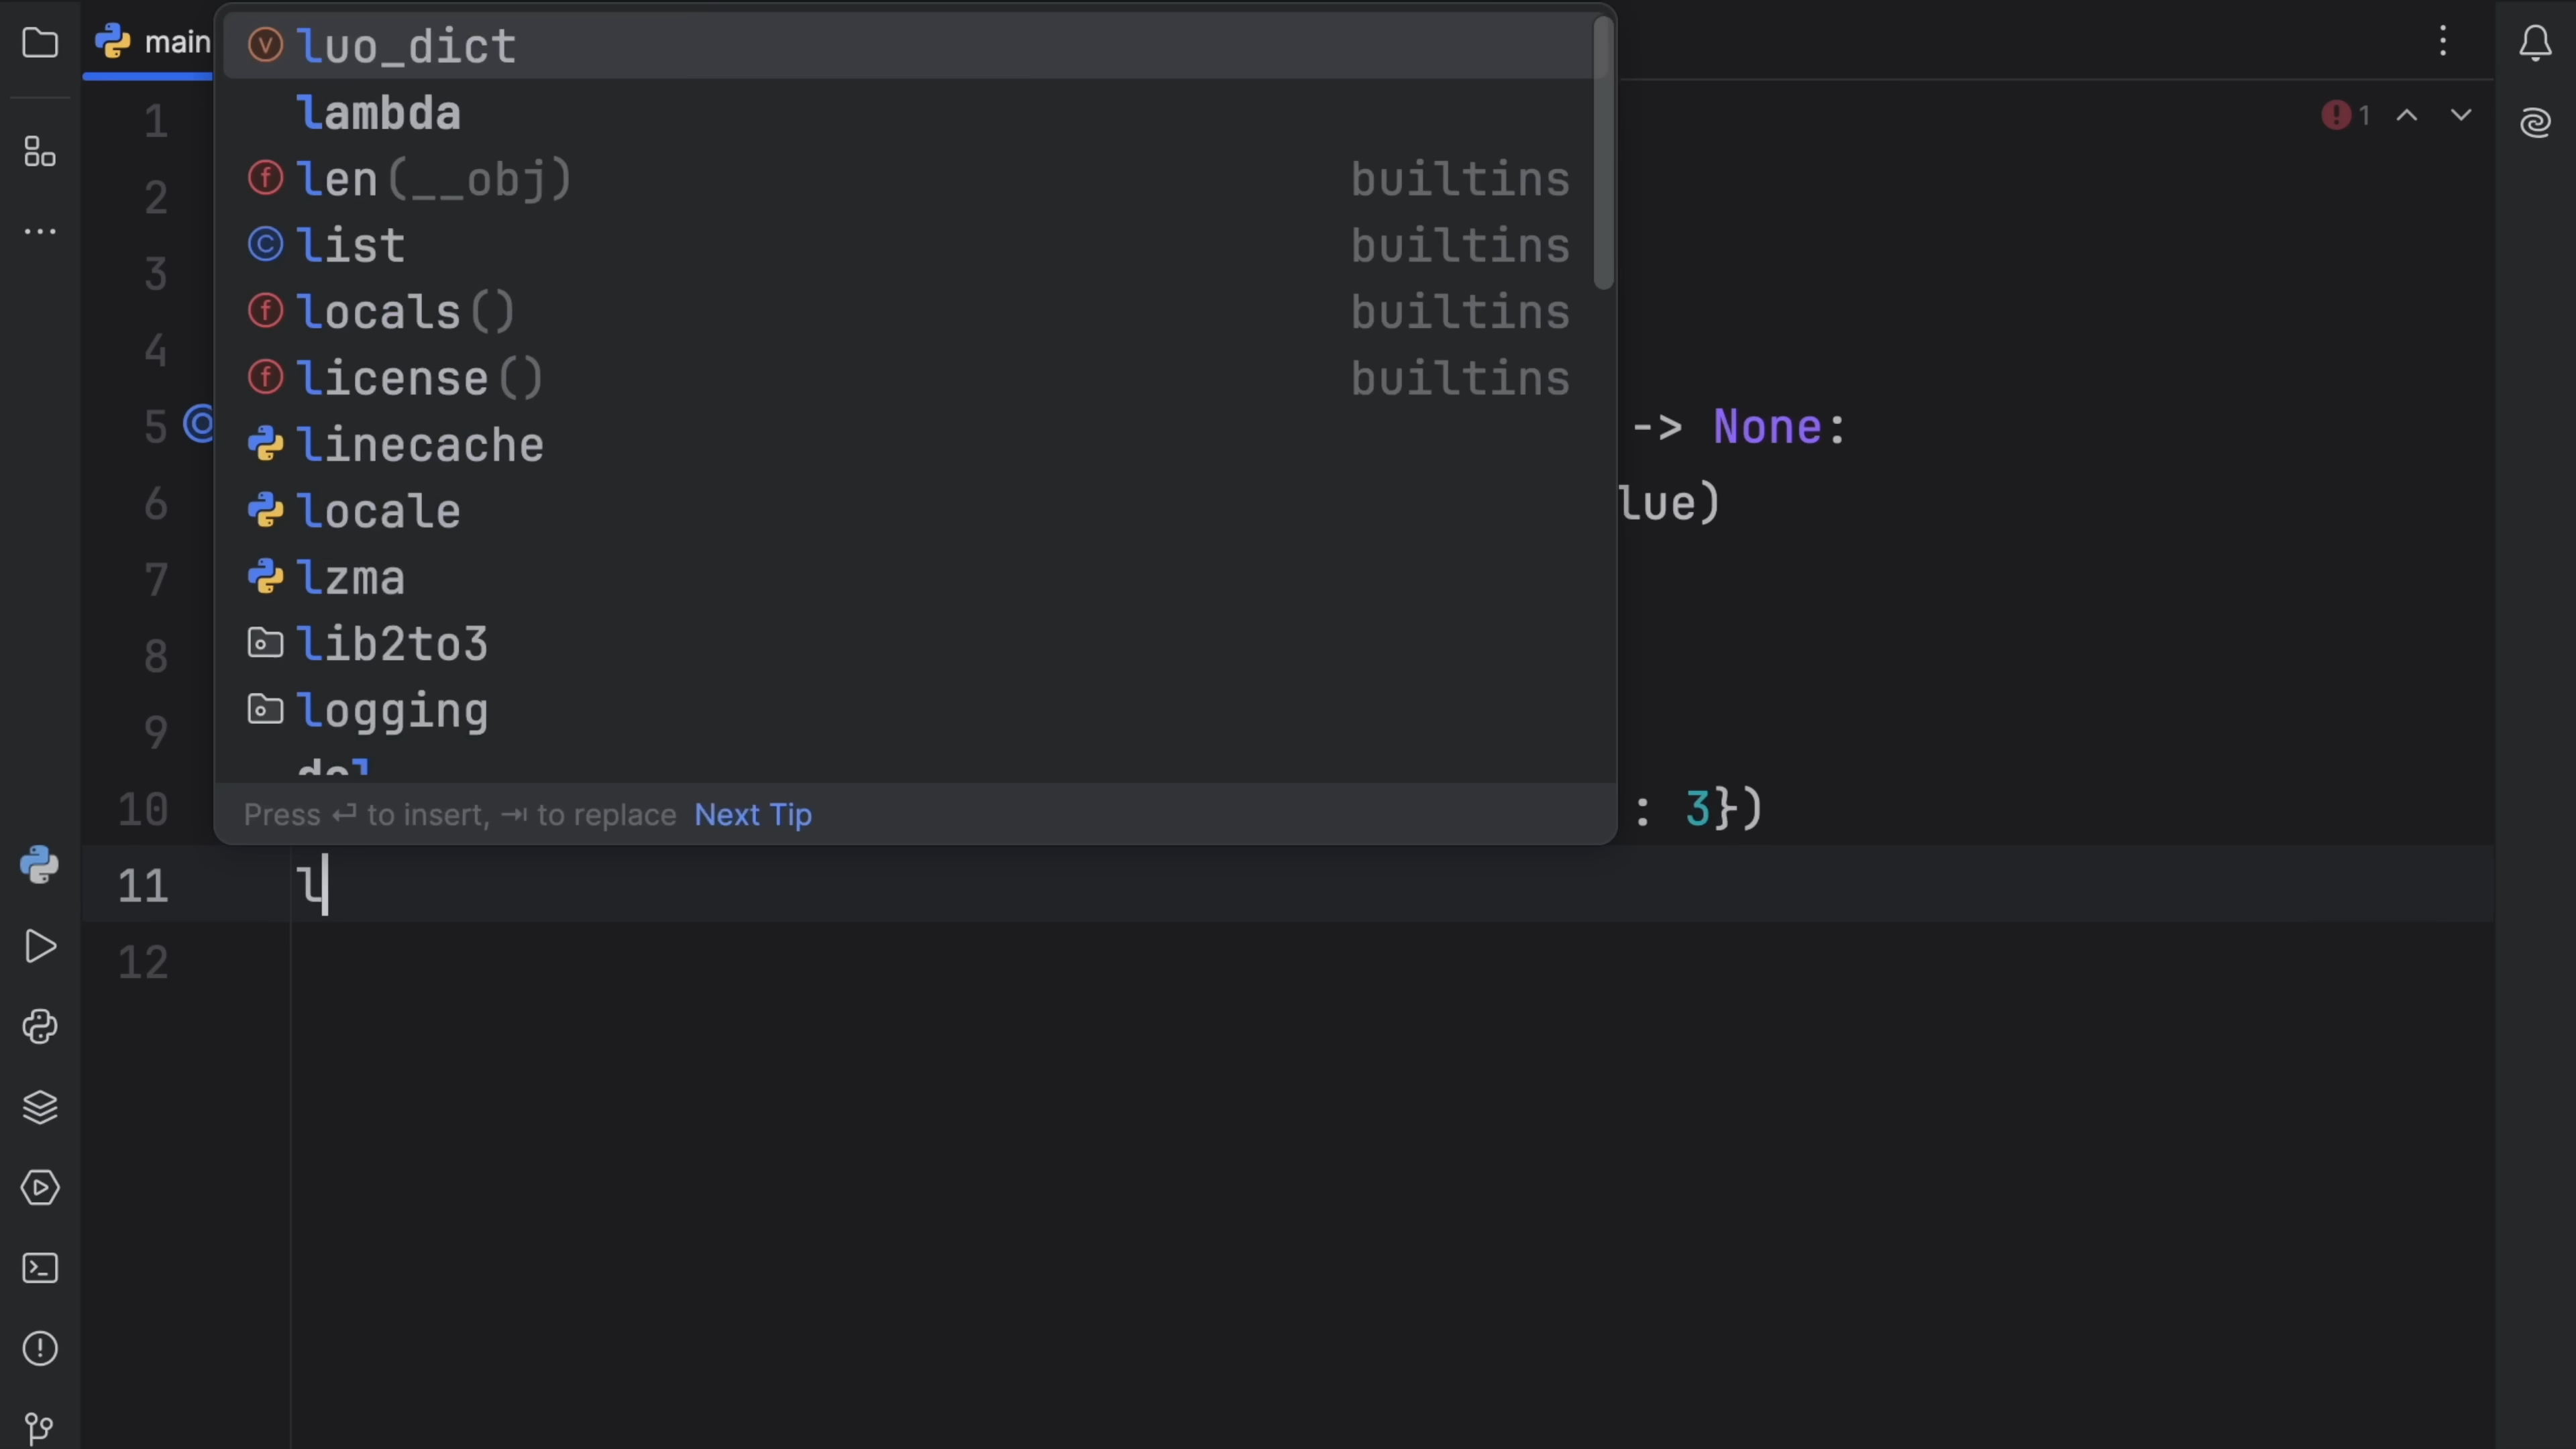 main
luo_dict
lambda
len(__obj) builtins
list builtins
locals() builtins
license() builtins
linecache
locale
lzma
lib2to3
logging
del
Press ↵ to insert, ⇥ to replace Next Tip
1
1
2
3
4
5 -> None:
6 lue)
7
8
9
10 : 3})
11 l
12